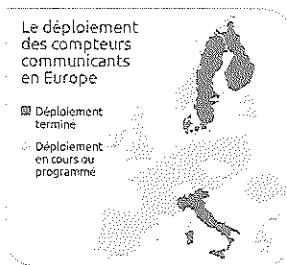 Le déploiement
des compteurs
communicants
en Europe
Déploiement
terminé
Déploiement
en cours ou
programmé